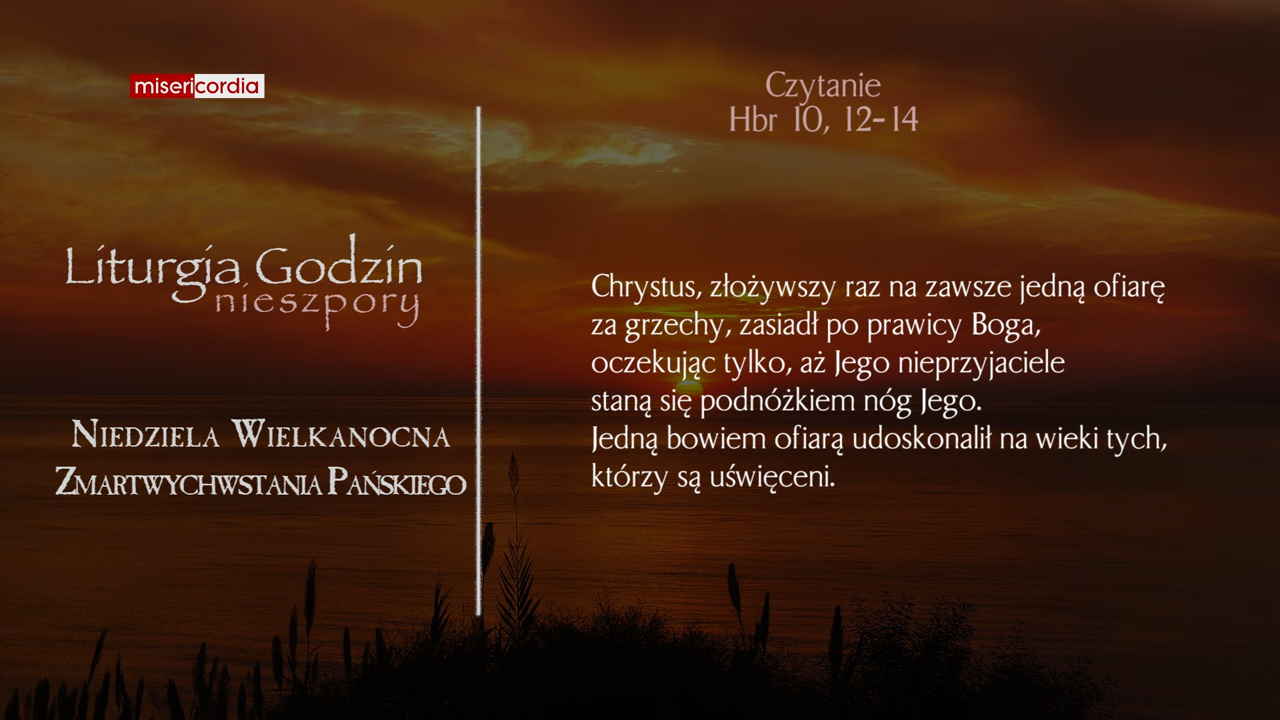 misericordia
Liturgia Godzin
nieszpory
Niedziela Wielkanocna
Zmartwychwstania Pańskiego
Czytanie
Hbr 10, 12-14
Chrystus, złożywszy raz na zawsze jedną ofiarę
za grzechy, zasiadł po prawicy Boga,
oczekując tylko, aż Jego nieprzyjaciele
staną się podnóżkiem nóg Jego.
Jedną bowiem ofiarą udoskonalił na wieki tych,
którzy są uświęceni.